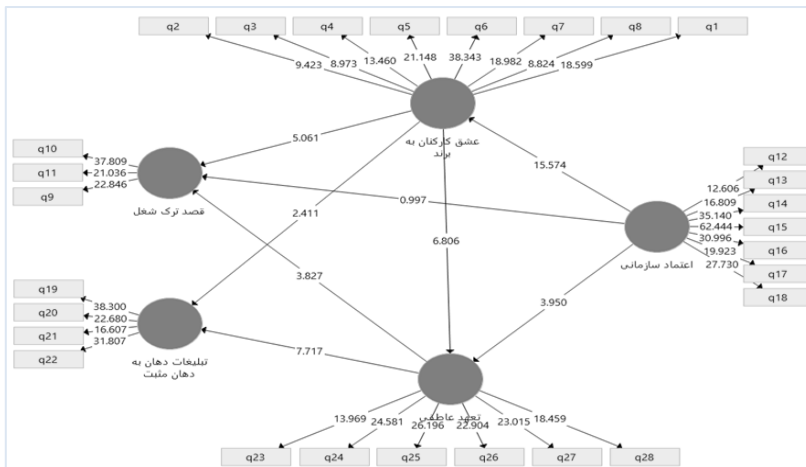 q2 q3 q4 q5 q6 q7 q8 q1
9.423 8.973 13.460 21.148 38.343 18.982 8.824 18.599
عشق کارکنان به
برند
q10
q11
q9
37.809
21.036
22.846
قصد ترک شغل
5.061
15.574
0.997
2.411
6.806
3.827
3.950
7.717
q12
q13
q14
q15
q16
q17
q18
12.606
16.809
35.140
62.444
30.996
19.923
27.730
اعتماد سازمانی
q19
q20
q21
q22
38.300
22.680
16.607
31.807
تبلیغات دهان به
دهان مثبت
تعهد عاطفی
13.969 24.581 26.196 22.904 23.015 18.459
q23 q24 q25 q26 q27 q28